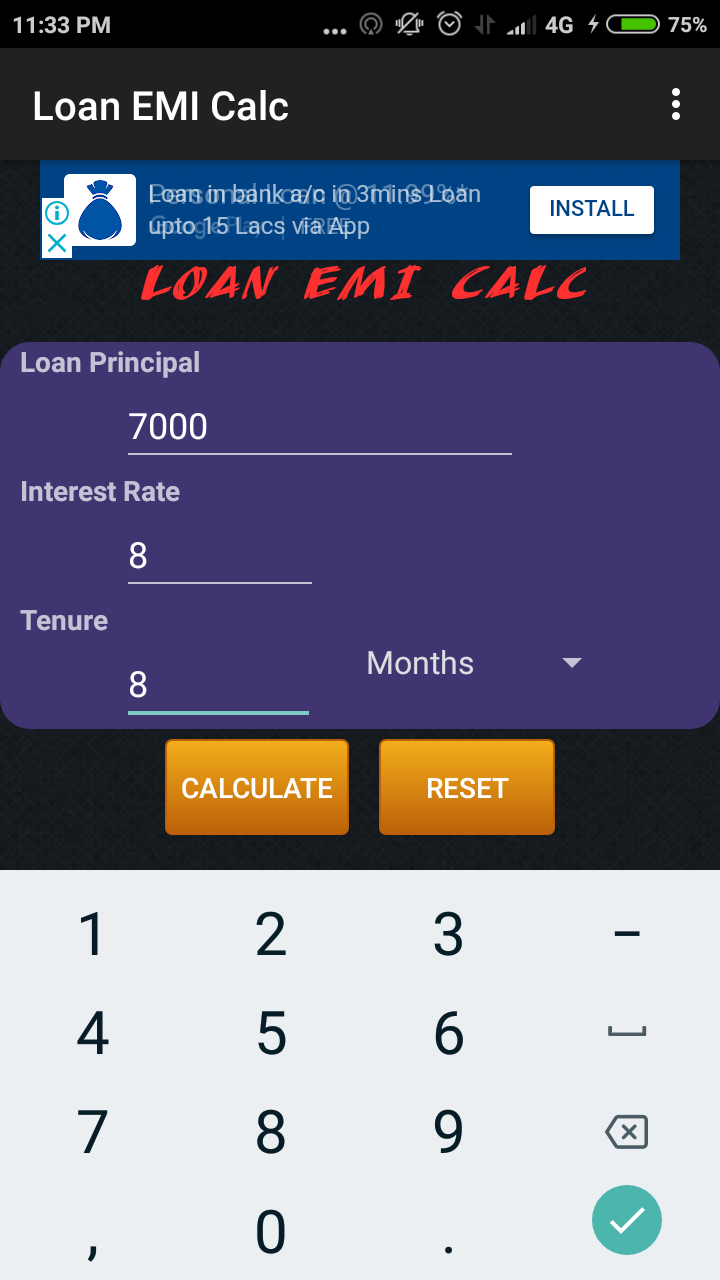 11:33 PM ... 4G 75%
Loan EMI Calc
Loan in bank a/c in 3mins Loan
upto 15 Lacs via App
INSTALL
LOAN EMI CALC
Loan Principal
7000
Interest Rate
8
Tenure
8 Months
CALCULATE RESET
1 2 3 –
4 5 6
7 8 9
, 0 .